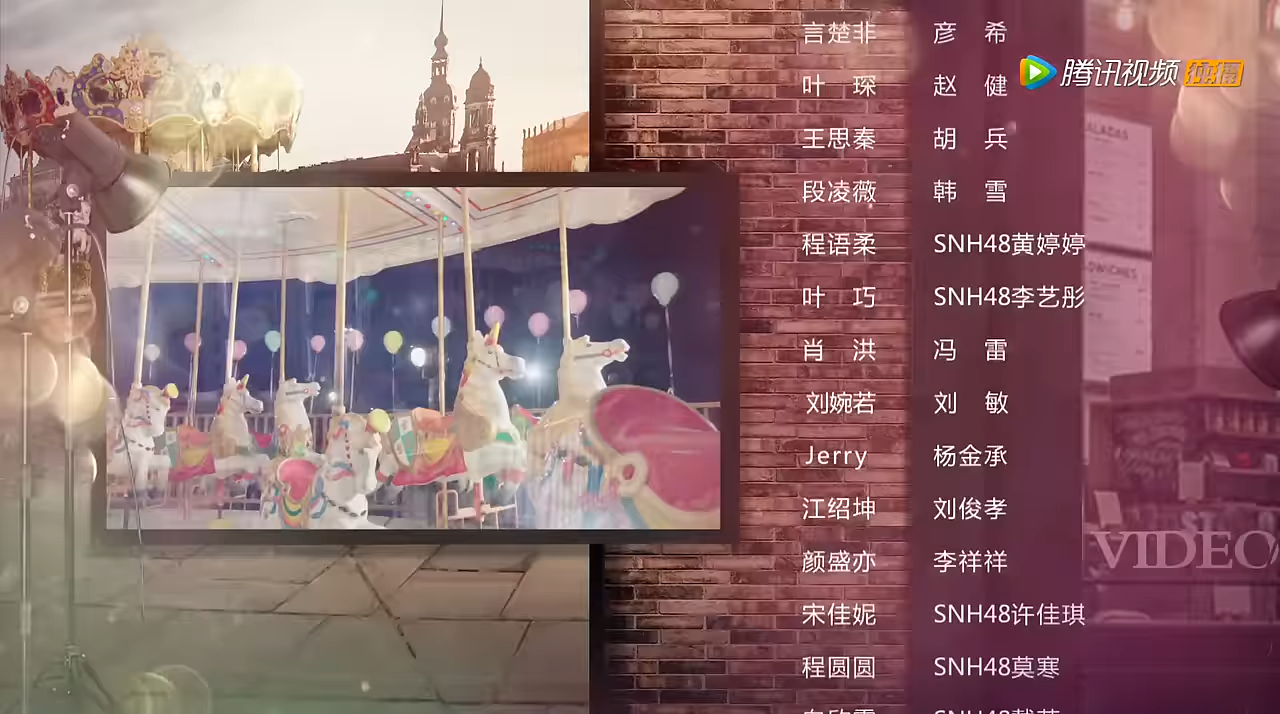 言楚非 彦希
腾讯视频 独播
叶琛 赵健
王思秦 胡兵
段凌薇 韩雪
程语柔 SNH48黄婷婷
叶巧 SNH48李艺彤
肖洪 冯雷
刘婉若 刘敏
Jerry 杨金承
江绍坤 刘俊孝
颜盛亦 李祥祥
VIDEO
宋佳妮 SNH48许佳琪
程圆圆 SNH48莫寒